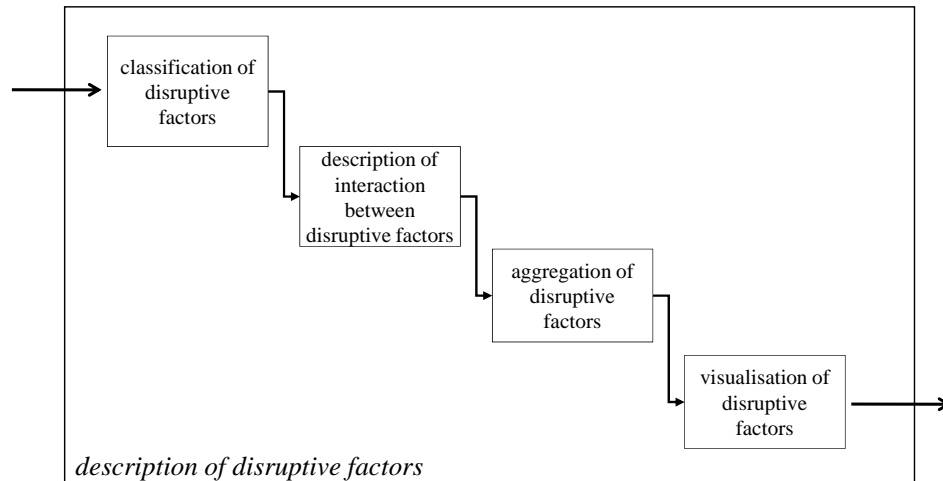 classification of
disruptive
factors
description of
interaction
between
disruptive factors
aggregation of
disruptive
factors
visualisation of
disruptive
factors
description of disruptive factors